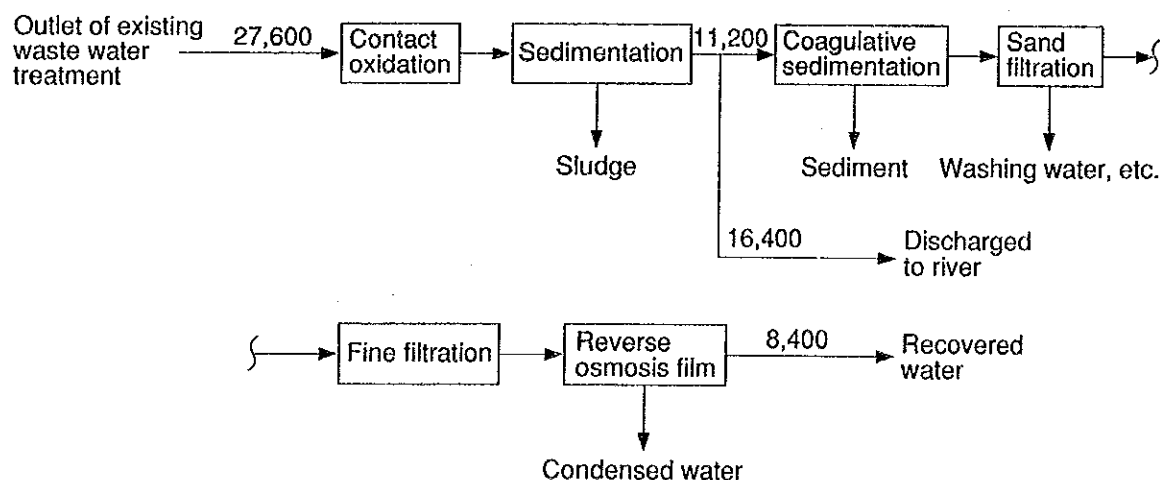 Outlet of existing
waste water
treatment
27,600
Contact
oxidation
Sedimentation
11,200
Coagulative
sedimentation
Sand
filtration
Sludge
Sediment
Washing water, etc.
16,400
Discharged
to river
Fine filtration
Reverse
osmosis film
8,400
Recovered
water
Condensed water